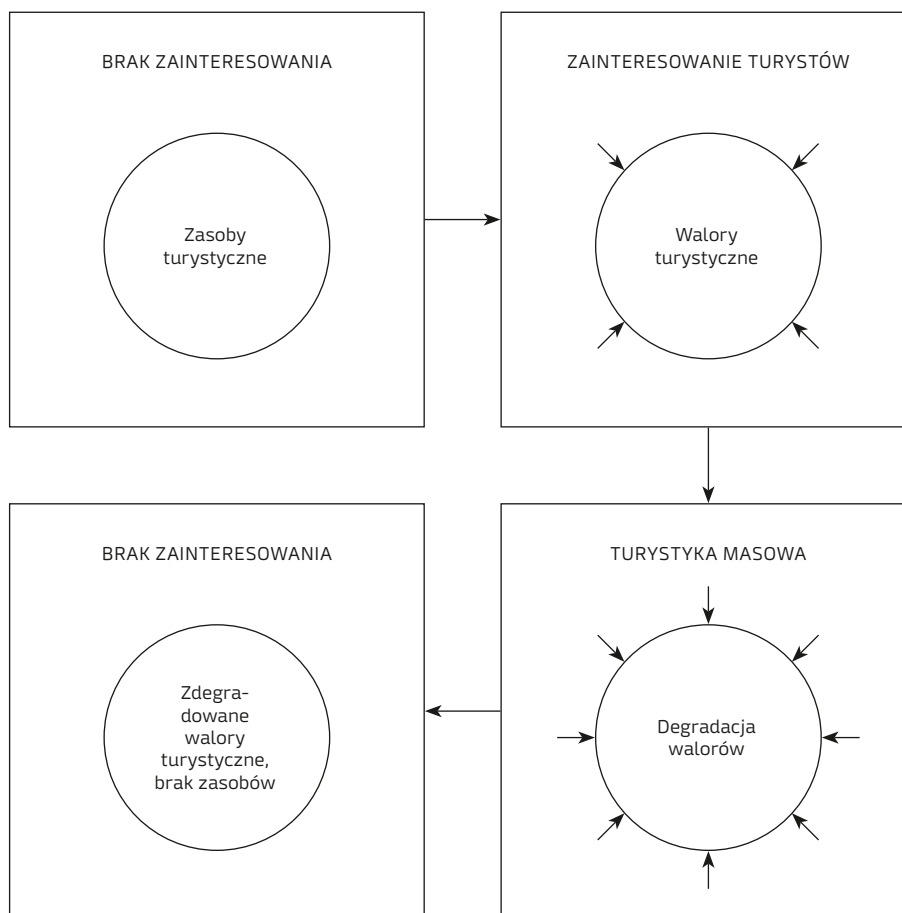 BRAK ZAINTERESOWANIA
Zasoby
turystyczne
ZAINTERESOWANIE TURYSTÓW
Walory
turystyczne
BRAK ZAINTERESOWANIA
Zdegra-
dowane
walory
turystyczne,
brak zasobów
TURYSTYKA MASOWA
Degradacja
walorów